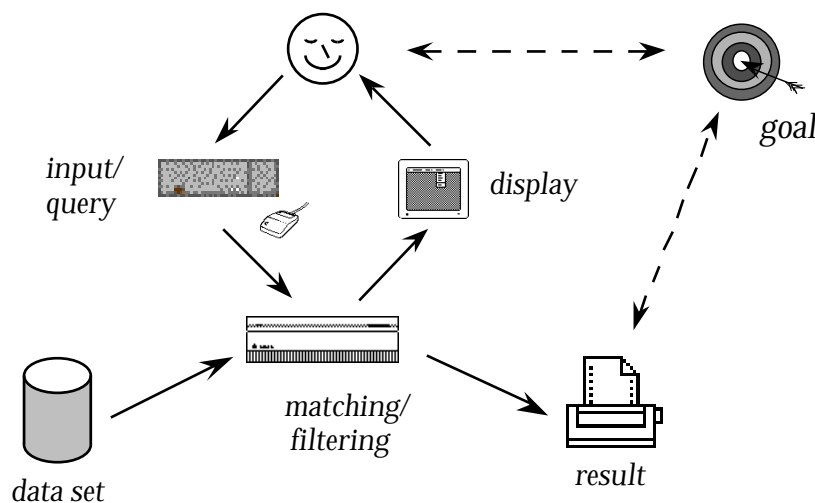 goal
input/
query
display
matching/
filtering
data set
result